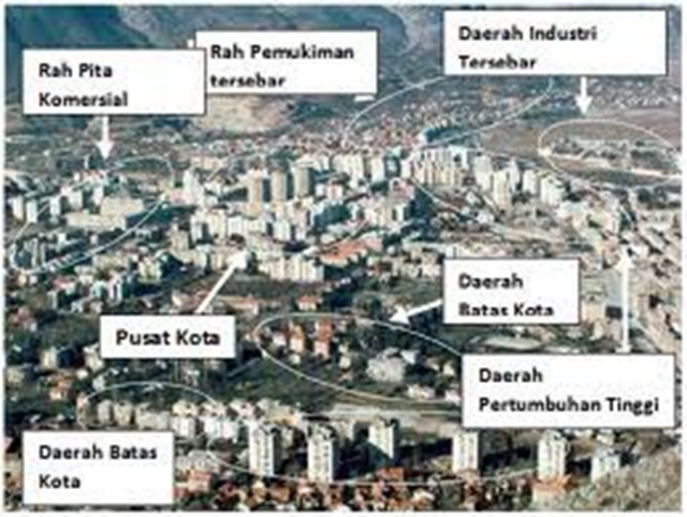 Rah Pemukiman
tersebar
Daerah Industri
Tersebar
Rah Pita
Komersial
Daerah
Batas Kota
Pusat Kota
Daerah
Pertumbuhan Tinggi
Daerah Batas
Kota